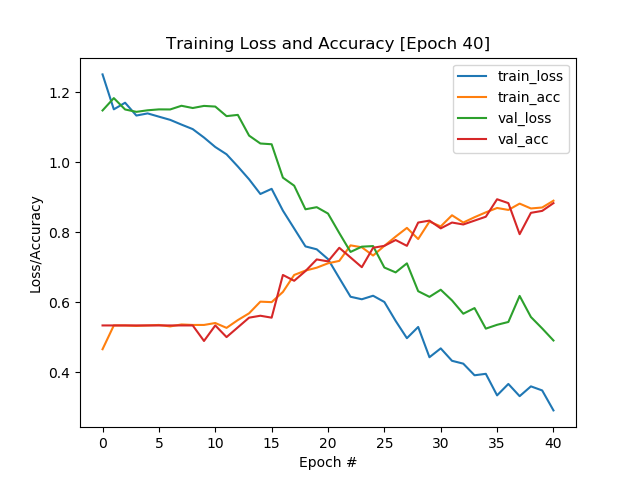 Training Loss and Accuracy [Epoch 40]
train_loss
train_acc
val_loss
val_acc
1.2
1.0
0.8
0.6
0.4
Loss/Accuracy
0 5 10 15 20 25 30 35 40
Epoch #